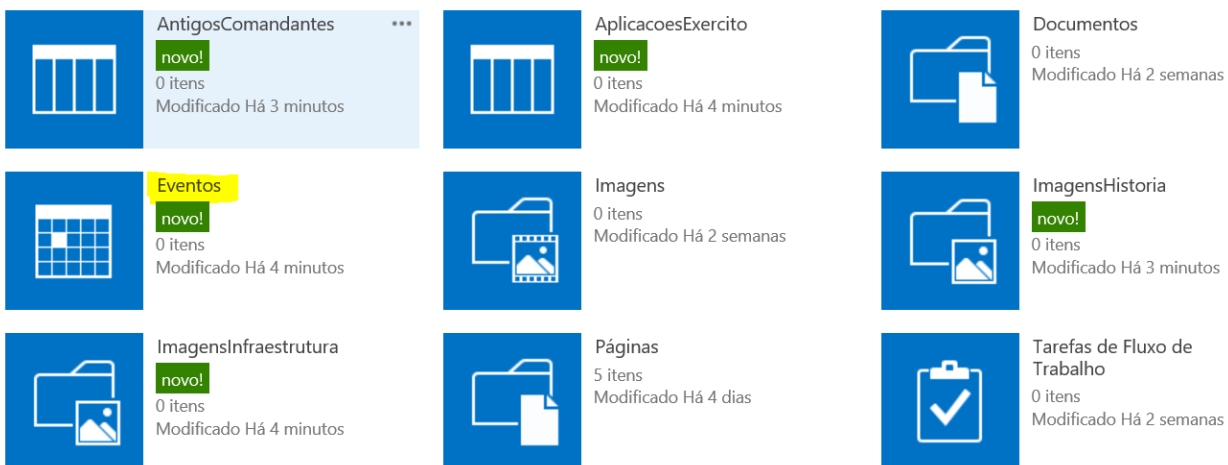 AntigosComandantes
novo!
0 itens
Modificado Há 3 minutos
AplicacoesExercito
novo!
0 itens
Modificado Há 4 minutos
Documentos
0 itens
Modificado Há 2 semanas
Eventos
novo!
0 itens
Modificado Há 4 minutos
Imagens
0 itens
Modificado Há 2 semanas
ImagensHistoria
novo!
0 itens
Modificado Há 3 minutos
ImagensInfraestrutura
novo!
0 itens
Modificado Há 4 minutos
Páginas
5 itens
Modificado Há 4 dias
Tarefas de Fluxo de
Trabalho
0 itens
Modificado Há 2 semanas